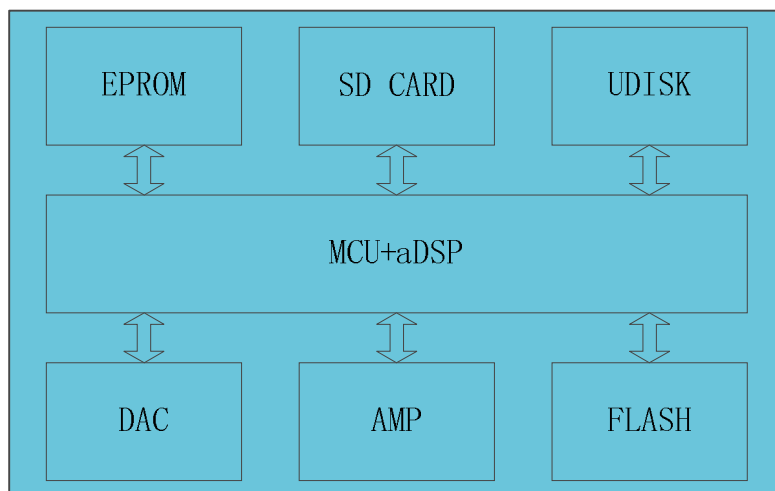 EPROM
SD CARD
UDISK
MCU+aDSP
DAC
AMP
FLASH